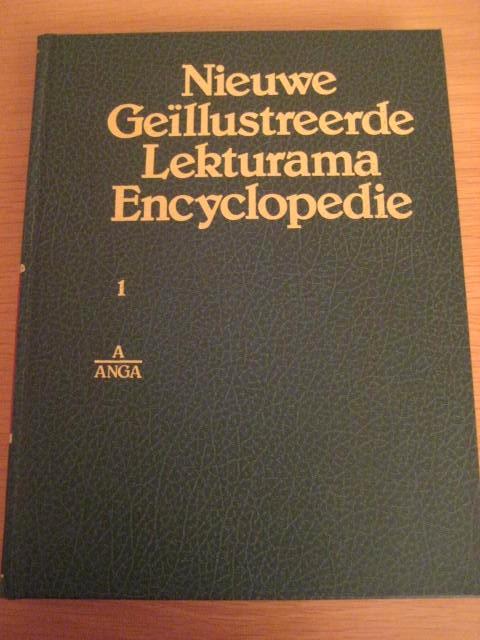 Nieuwe
Geïllustreerde
Lekturama
Encyclopedie
1
A
ANGA